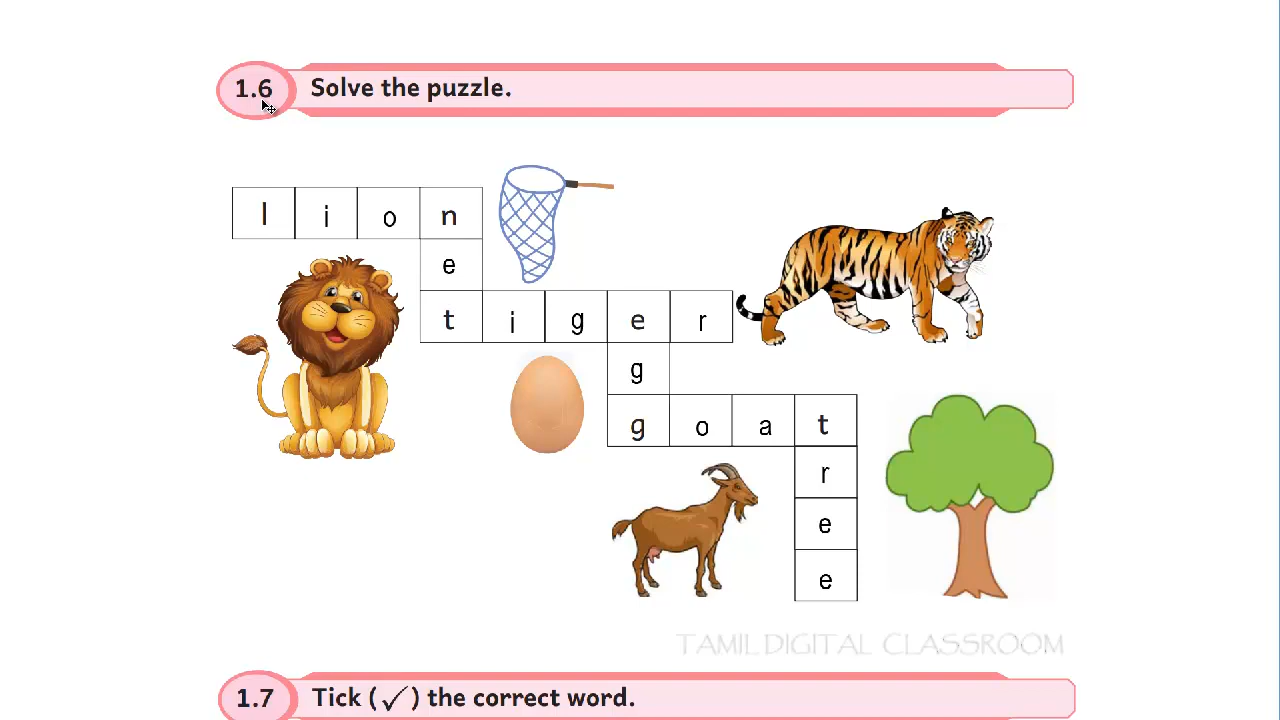 1.6 Solve the puzzle.
l i o n
e
t i g e r
g
g o a t
r
e
e
TAMIL DIGITAL CLASSROOM
1.7 Tick (✓) the correct word.